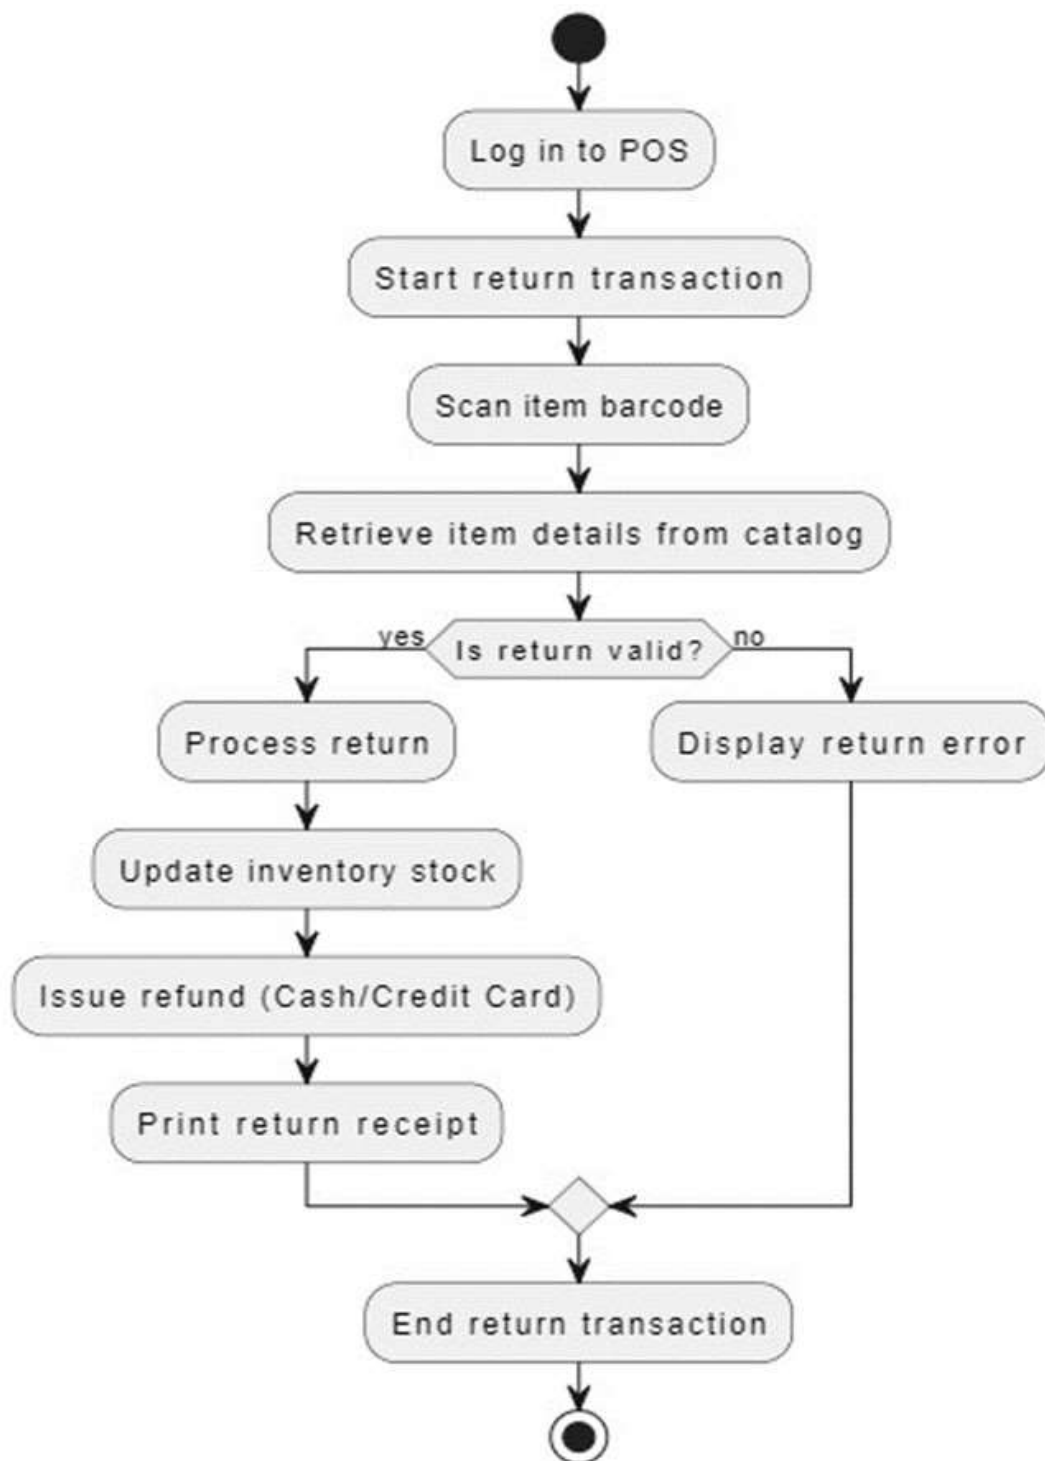 Log in to POS
Start return transaction
Scan item barcode
Retrieve item details from catalog
yes
Is return valid?
no
Process return
Display return error
Update inventory stock
Issue refund (Cash/Credit Card)
Print return receipt
End return transaction